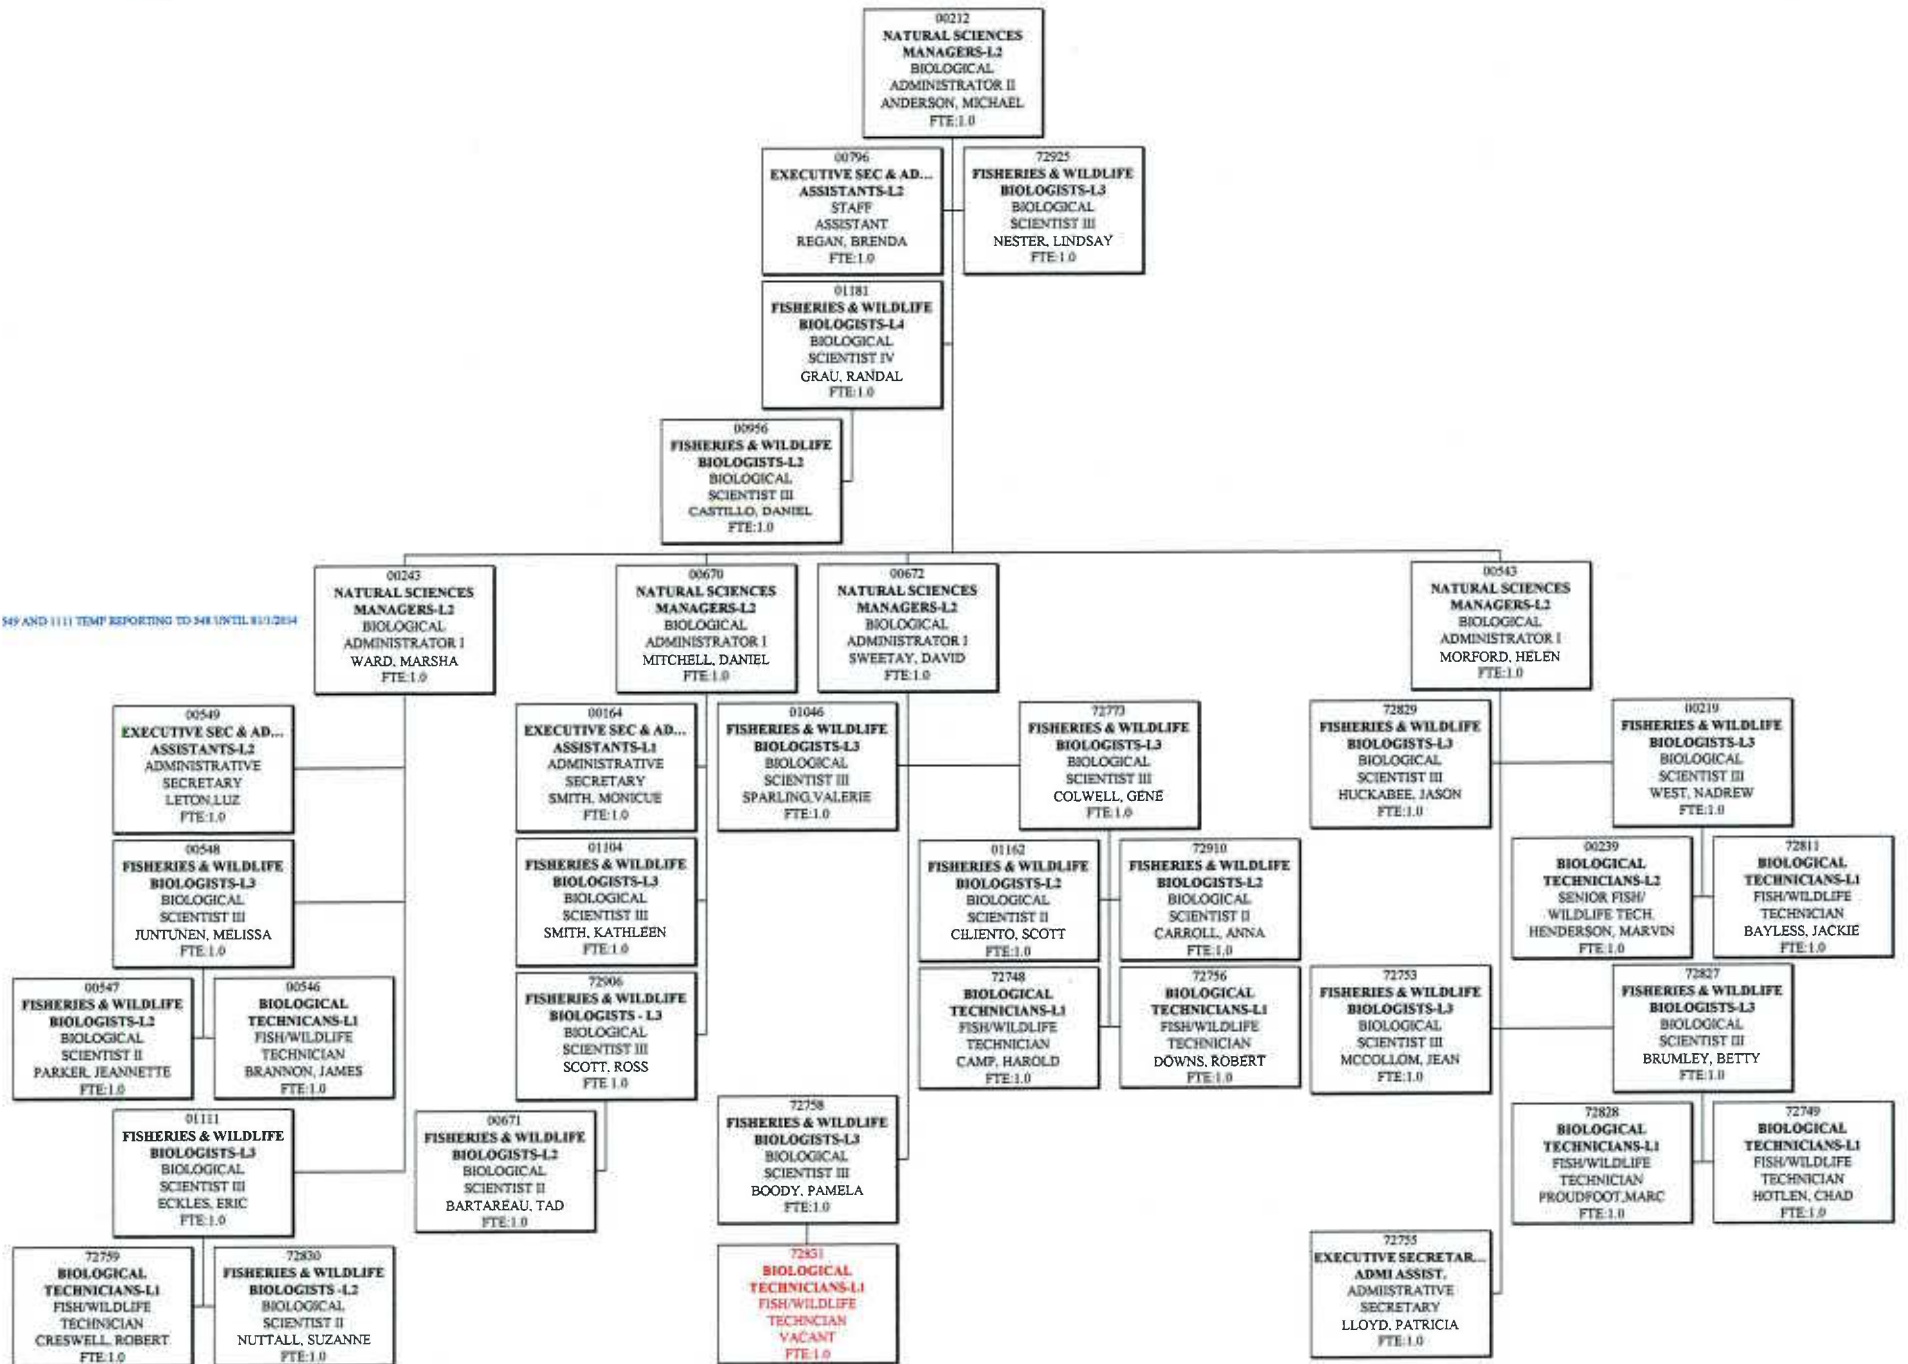 00212
NATURAL SCIENCES
MANAGERS-L2
BIOLOGICAL
ADMINISTRATOR II
ANDERSON, MICHAEL
FTE:1.0
00796
EXECUTIVE SEC & AD...
ASSISTANTS-L2
STAFF
ASSISTANT
REGAN, BRENDA
FTE:1.0
72925
FISHERIES & WILDLIFE
BIOLOGISTS-L3
BIOLOGICAL
SCIENTIST III
NESTER, LINDSAY
FTE:1.0
01181
FISHERIES & WILDLIFE
BIOLOGISTS-L4
BIOLOGICAL
SCIENTIST IV
GRAU, RANDAL
FTE:1.0
00956
FISHERIES & WILDLIFE
BIOLOGISTS-L2
BIOLOGICAL
SCIENTIST III
CASTILLO, DANIEL
FTE:1.0
549 AND 1111 TEMP REPORTING TO 548 UNTIL
00243
NATURAL SCIENCES
MANAGERS-L2
BIOLOGICAL
ADMINISTRATOR I
WARD, MARSHA
FTE:1.0
00670
NATURAL SCIENCES
MANAGERS-L2
BIOLOGICAL
ADMINISTRATOR I
MITCHELL, DANIEL
FTE:1.0
00672
NATURAL SCIENCES
MANAGERS-L2
BIOLOGICAL
ADMINISTRATOR I
SWEETAY, DAVID
FTE:1.0
00543
NATURAL SCIENCES
MANAGERS-L2
BIOLOGICAL
ADMINISTRATOR I
MORFORD, HELEN
FTE:1.0
00549
EXECUTIVE SEC & AD...
ASSISTANTS-L2
ADMINISTRATIVE
SECRETARY
LETON,LUZ
FTE:1.0
00164
EXECUTIVE SEC & AD...
ASSISTANTS-L1
ADMINISTRATIVE
SECRETARY
SMITH, MONICUE
FTE:1.0
01046
FISHERIES & WILDLIFE
BIOLOGISTS-L3
BIOLOGICAL
SCIENTIST III
SPARLING,VALERIE
FTE:1.0
72773
FISHERIES & WILDLIFE
BIOLOGISTS-L3
BIOLOGICAL
SCIENTIST III
COLWELL, GENE
FTE:1.0
72829
FISHERIES & WILDLIFE
BIOLOGISTS-L3
BIOLOGICAL
SCIENTIST III
HUCKABEE, JASON
FTE:1.0
00219
FISHERIES & WILDLIFE
BIOLOGISTS-L3
BIOLOGICAL
SCIENTIST III
WEST, NADREW
FTE:1.0
00548
FISHERIES & WILDLIFE
BIOLOGISTS-L3
BIOLOGICAL
SCIENTIST III
JUNTUNEN, MELISSA
FTE:1.0
01104
FISHERIES & WILDLIFE
BIOLOGISTS-L3
BIOLOGICAL
SCIENTIST III
SMITH, KATHLEEN
FTE:1.0
01162
FISHERIES & WILDLIFE
BIOLOGISTS-L2
BIOLOGICAL
SCIENTIST II
CILIENTO, SCOTT
FTE:1.0
72910
FISHERIES & WILDLIFE
BIOLOGISTS-L2
BIOLOGICAL
SCIENTIST II
CARROLL, ANNA
FTE:1.0
00239
BIOLOGICAL
TECHNICIANS-L2
SENIOR FISH/
WILDLIFE TECH.
HENDERSON, MARVIN
FTE:1.0
72811
BIOLOGICAL
TECHNICIANS-L1
FISH/WILDLIFE
TECHNICIAN
BAYLESS, JACKIE
FTE:1.0
00547
FISHERIES & WILDLIFE
BIOLOGISTS-L2
BIOLOGICAL
SCIENTIST II
PARKER, JEANNETTE
FTE:1.0
00546
BIOLOGICAL
TECHNICANS-L1
FISH/WILDLIFE
TECHNICIAN
BRANNON, JAMES
FTE:1.0
72906
FISHERIES & WILDLIFE
BIOLOGISTS - L3
BIOLOGICAL
SCIENTIST III
SCOTT, ROSS
FTE 1.0
72748
BIOLOGICAL
TECHNICIANS-L1
FISH/WILDLIFE
TECHNICIAN
CAMP, HAROLD
FTE:1.0
72756
BIOLOGICAL
TECHNICIANS-L1
FISH/WILDLIFE
TECHNICIAN
DOWNS, ROBERT
FTE:1.0
72753
FISHERIES & WILDLIFE
BIOLOGISTS-L3
BIOLOGICAL
SCIENTIST III
MCCOLLOM, JEAN
FTE:1.0
72827
FISHERIES & WILDLIFE
BIOLOGISTS-L3
BIOLOGICAL
SCIENTIST III
BRUMLEY, BETTY
FTE:1.0
01111
FISHERIES & WILDLIFE
BIOLOGISTS-L3
BIOLOGICAL
SCIENTIST III
ECKLES, ERIC
FTE:1.0
00671
FISHERIES & WILDLIFE
BIOLOGISTS-L2
BIOLOGICAL
SCIENTIST II
BARTAREAU, TAD
FTE:1.0
72758
FISHERIES & WILDLIFE
BIOLOGISTS-L3
BIOLOGICAL
SCIENTIST III
BOODY, PAMELA
FTE:1.0
72828
BIOLOGICAL
TECHNICIANS-L1
FISH/WILDLIFE
TECHNICIAN
PROUDFOOT,MARC
FTE:1.0
72749
BIOLOGICAL
TECHNICIANS-L1
FISH/WILDLIFE
TECHNICIAN
HOTLEN, CHAD
FTE:1.0
72759
BIOLOGICAL
TECHNICIANS-L1
FISH/WILDLIFE
TECHNICIAN
CRESWELL, ROBERT
FTE:1.0
72830
FISHERIES & WILDLIFE
BIOLOGISTS -L2
BIOLOGICAL
SCIENTIST II
NUTTALL, SUZANNE
FTE:1.0
72831
BIOLOGICAL
TECHNICIANS-L1
FISH/WILDLIFE
TECHNCIAN
VACANT
FTE:1.0
72755
EXECUTIVE SECRETAR...
ADMI ASSIST.
ADMIISTRATIVE
SECRETARY
LLOYD, PATRICIA
FTE:1.0